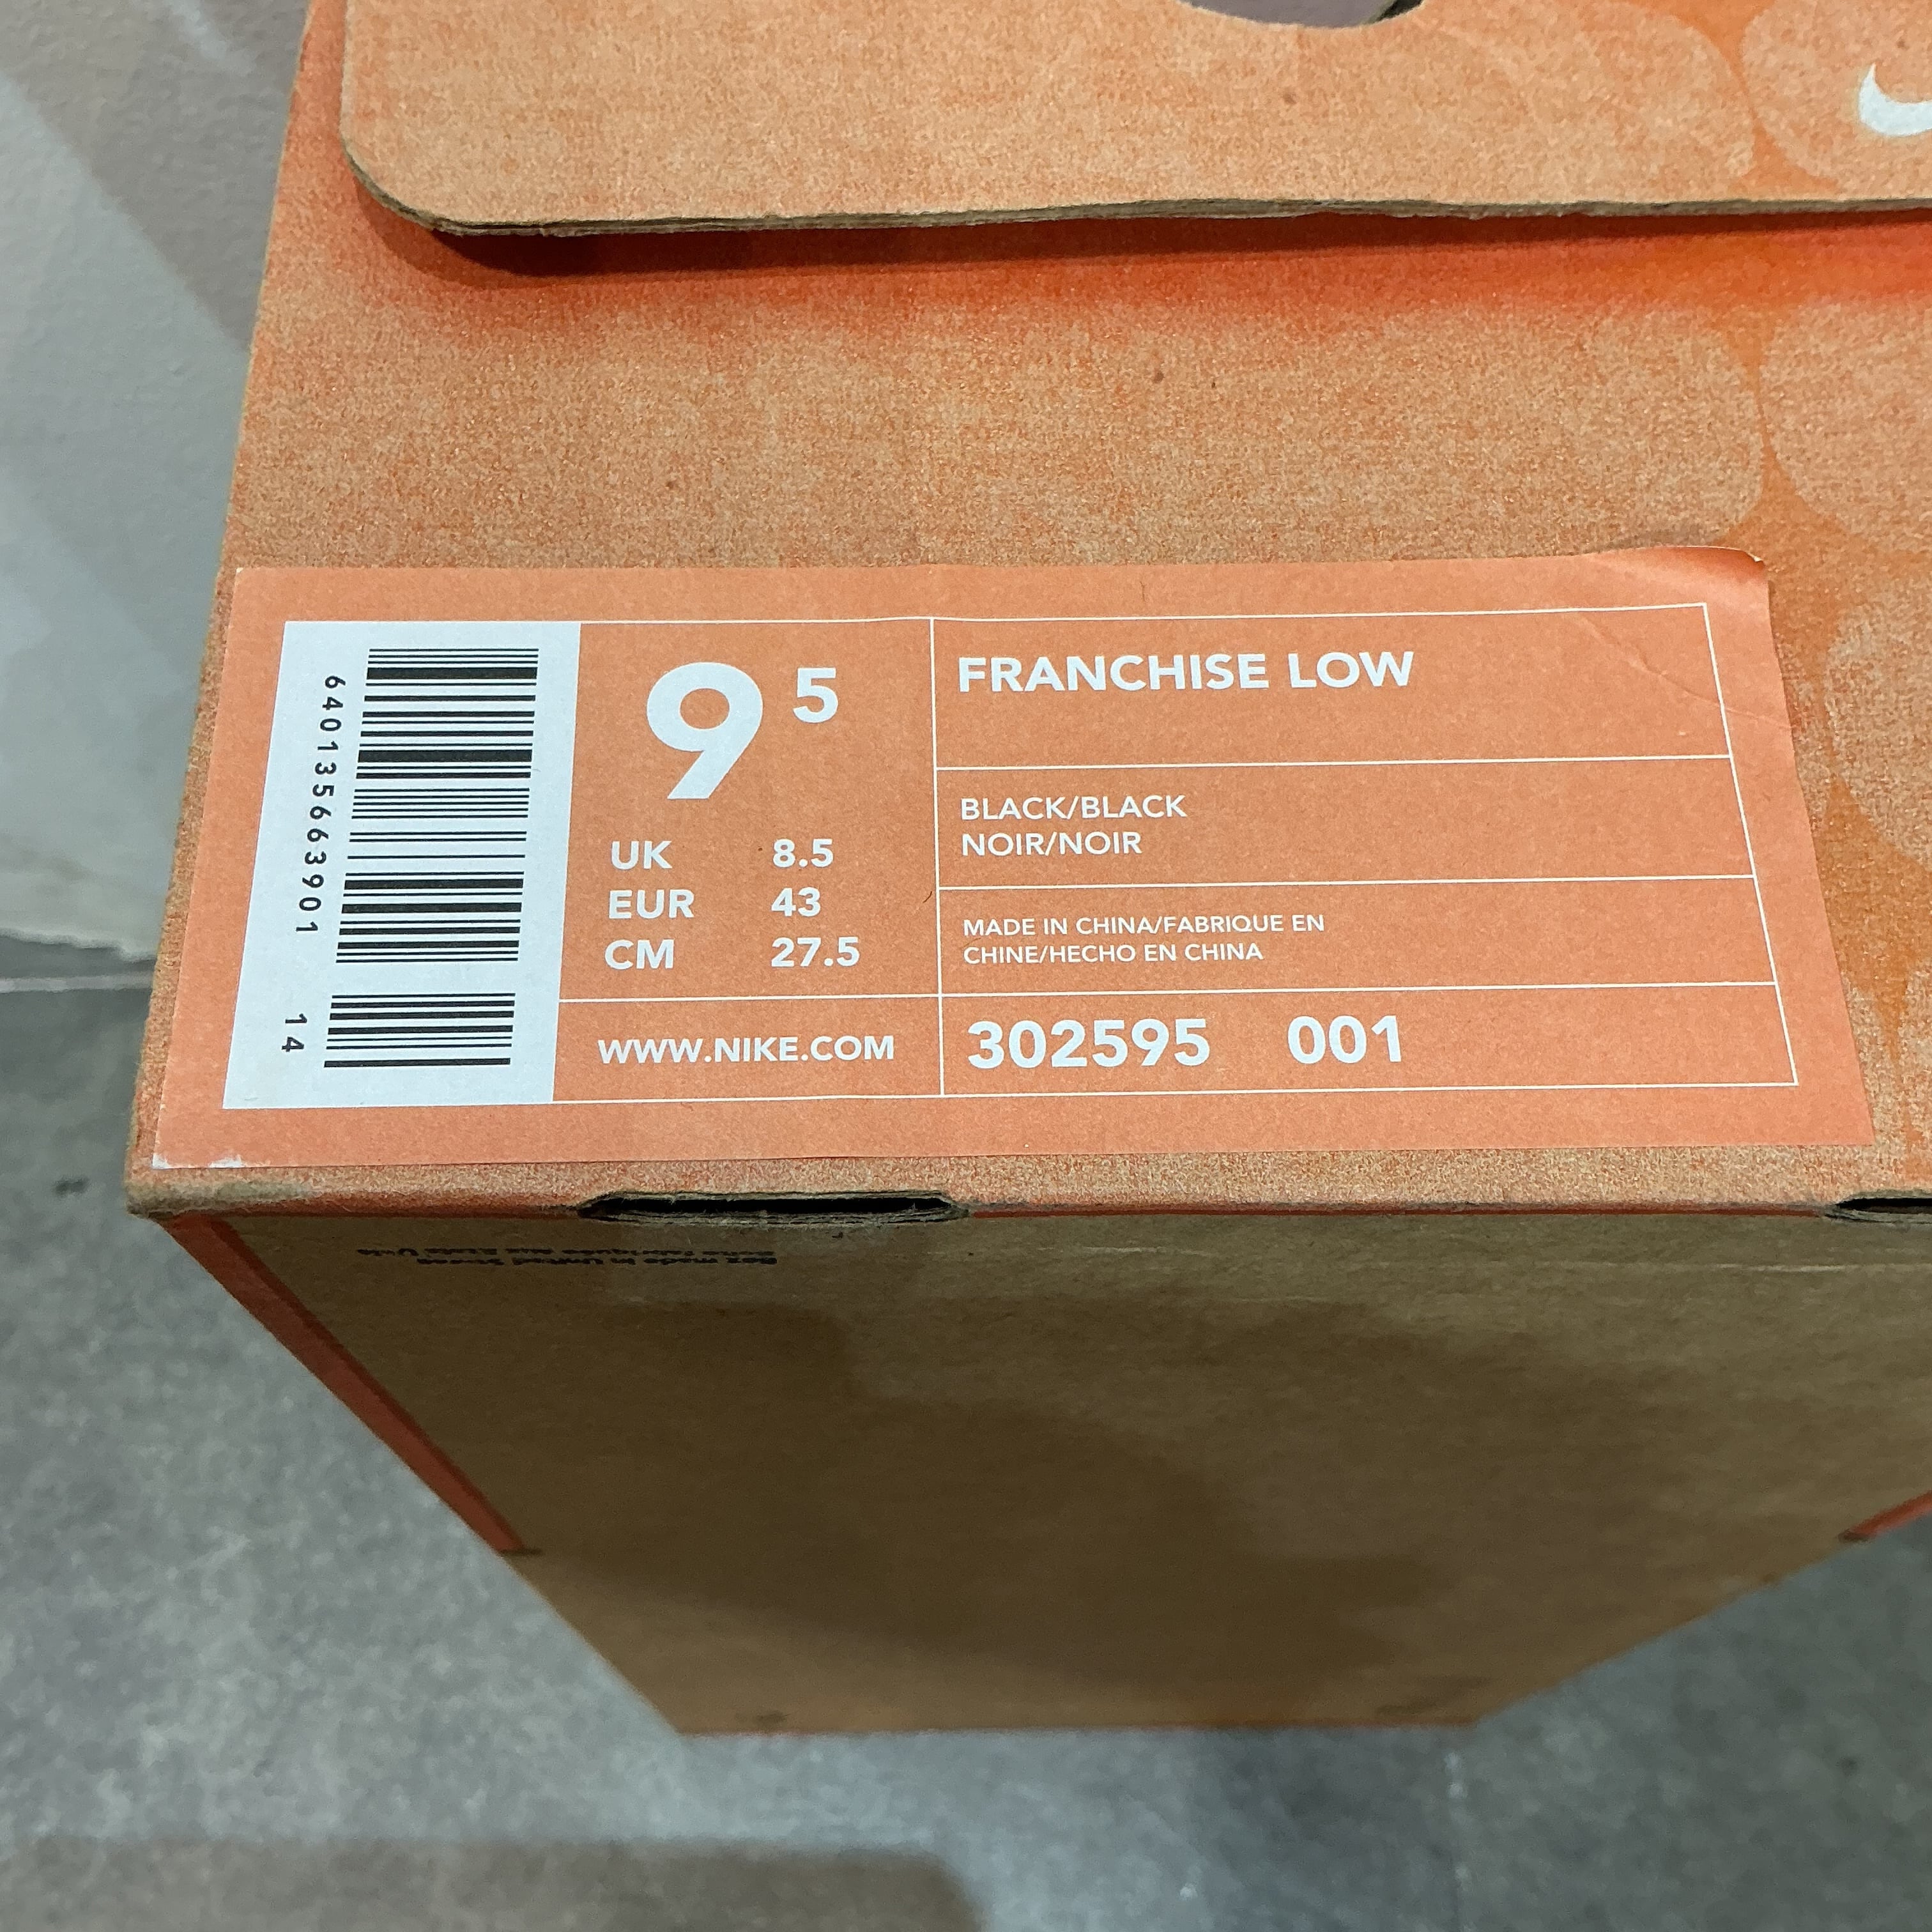 640135663901
14
9 5
UK 8.5
EUR 43
CM 27.5
WWW.NIKE.COM
FRANCHISE LOW
BLACK/BLACK
NOIR/NOIR
MADE IN CHINA/FABRIQUE EN
CHINE/HECHO EN CHINA
302595 001